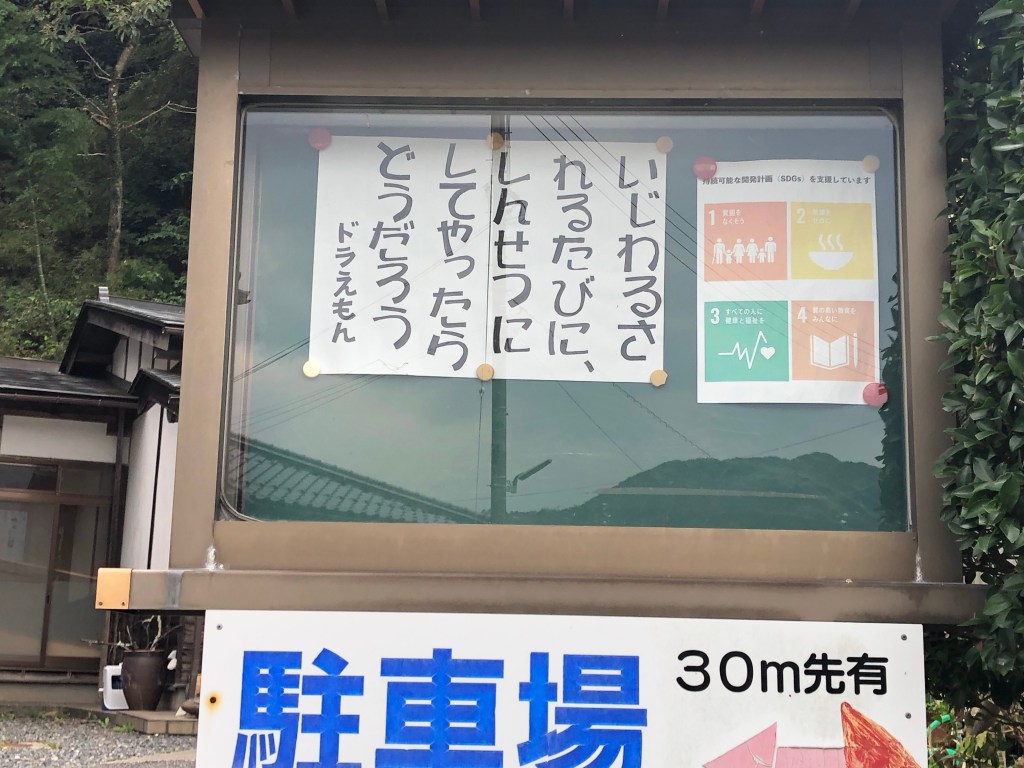 いじわるさ
れるたびに、
しんせつに
してやったら
どうだろう
ドラえもん
持続可能な開発計画（SDGs）を支援しています
1 貧困を
なくそう
2 飢餓を
ゼロに
3 すべての人に
健康と福祉を
4 質の高い教育を
みんなに
駐車場
30m先有